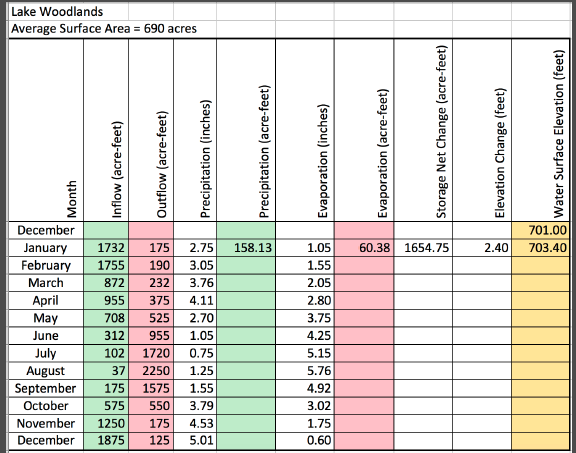 Lake Woodlands
Average Surface Area = 690 acres
Month Inflow (acre-feet) Outflow (acre-feet) Precipitation (inches) Precipitation (acre-feet) Evaporation (inches) Evaporation (acre-feet) Storage Net Change (acre-feet) Elevation Change (feet) Water Surface Elevation (feet)
December 701.00
January 1732 175 2.75 158.13 1.05 60.38 1654.75 2.40 703.40
February 1755 190 3.05 1.55
March 872 232 3.76 2.05
April 955 375 4.11 2.80
May 708 525 2.70 3.75
June 312 955 1.05 4.25
July 102 1720 0.75 5.15
August 37 2250 1.25 5.76
September 175 1575 1.55 4.92
October 575 550 3.79 3.02
November 1250 175 4.53 1.75
December 1875 125 5.01 0.60